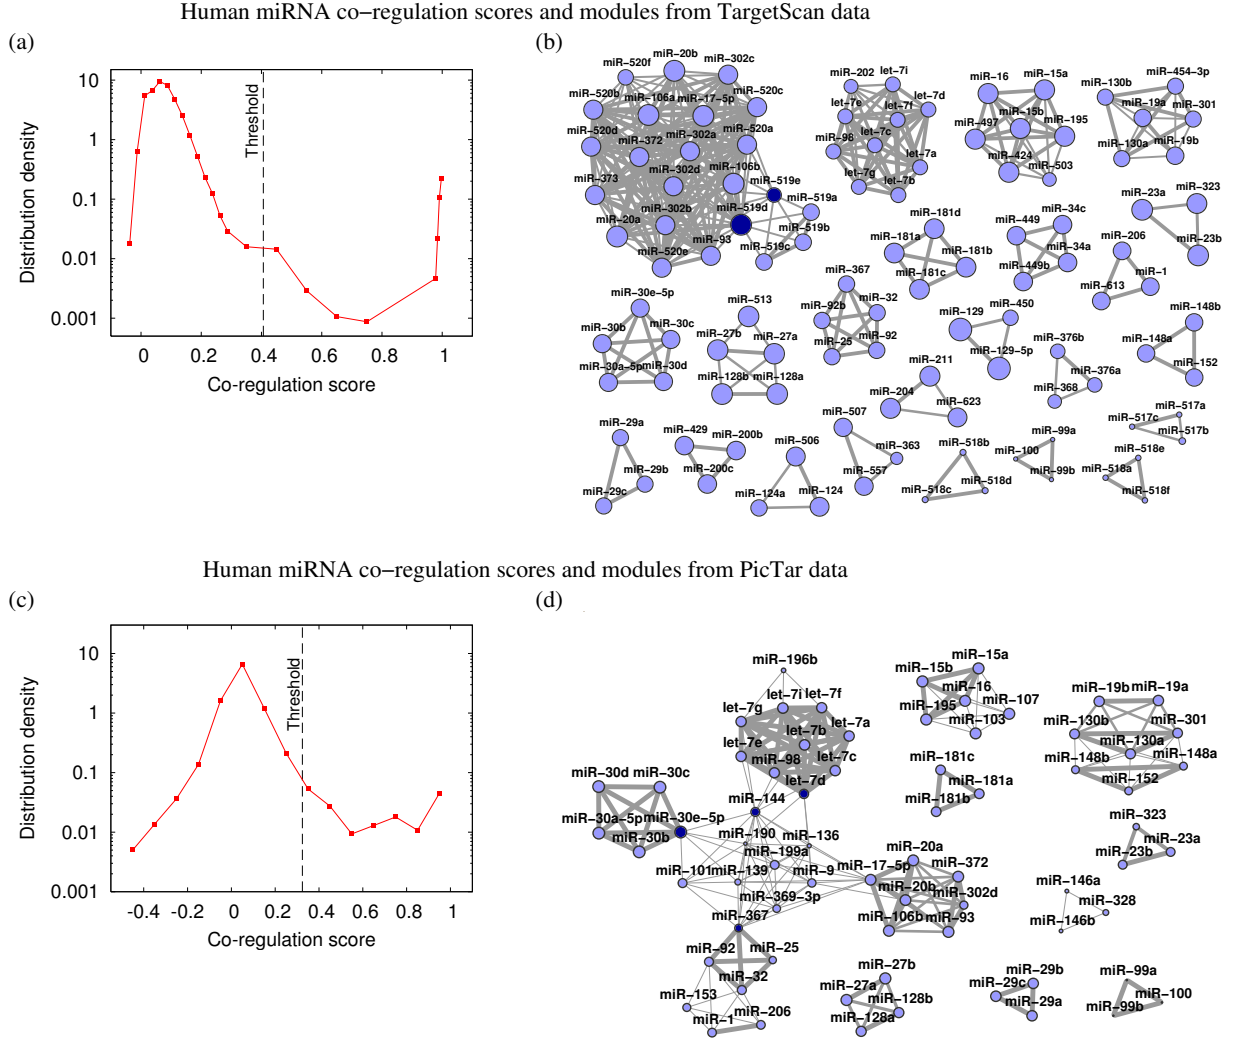 Human miRNA co−regulation scores and modules from TargetScan data
(a)
10
1
0.1
0.01
0.001
0
0.2
0.4
0.6
0.8
1
Distribution density
Co-regulation score
Threshold
(b)
miR−520f
miR−20b
miR−302c
miR−520b
miR−106a
miR−17−5p
miR−520c
miR−520d
miR−372
miR−302a
miR−520a
miR−373
miR−302d
miR−106b
miR−519e
miR−20a
miR−302b
miR−519d
miR−519a
miR−519b
miR−93
miR−519c
miR−520e
miR−202
let−7i
let−7e
let−7f
let−7d
miR−98
let−7c
let−7a
let−7g
let−7b
miR−16
miR−15a
miR−497
miR−15b
miR−195
miR−424
miR−503
miR−130b
miR−454−3p
miR−19a
miR−301
miR−130a
miR−19b
miR−181d
miR−181a
miR−181b
miR−181c
miR−449
miR−34c
miR−34a
miR−449b
miR−23a
miR−323
miR−23b
miR−206
miR−1
miR−613
miR−30e−5p
miR−30b
miR−30c
miR−30a−5p
miR−30d
miR−513
miR−27b
miR−27a
miR−128b
miR−128a
miR−367
miR−92b
miR−32
miR−25
miR−92
miR−129
miR−450
miR−129−5p
miR−211
miR−204
miR−623
miR−376b
miR−376a
miR−368
miR−148b
miR−148a
miR−152
miR−29a
miR−29b
miR−29c
miR−429
miR−200b
miR−200c
miR−506
miR−124a
miR−124
miR−507
miR−363
miR−557
miR−518b
miR−518c
miR−518d
miR−99a
miR−100
miR−99b
miR−517a
miR−517c
miR−517b
miR−518e
miR−518a
miR−518f
Human miRNA co−regulation scores and modules from PicTar data
(c)
10
1
0.1
0.01
0.001
-0.4
-0.2
0
0.2
0.4
0.6
0.8
1
Distribution density
Co-regulation score
Threshold
(d)
miR−196b
let−7i
let−7f
let−7g
let−7a
let−7b
let−7e
let−7c
miR−98
let−7d
miR−30d
miR−30c
miR−30a−5p
miR−30e−5p
miR−30b
miR−144
miR−190
miR−136
miR−199a
miR−101
miR−139
miR−9
miR−369−3p
miR−367
miR−17−5p
miR−20a
miR−372
miR−20b
miR−302d
miR−106b
miR−93
miR−92
miR−25
miR−32
miR−153
miR−1
miR−206
miR−15b
miR−15a
miR−16
miR−195
miR−107
miR−103
miR−181c
miR−181a
miR−181b
miR−19b
miR−19a
miR−130b
miR−301
miR−130a
miR−148b
miR−148a
miR−152
miR−323
miR−23a
miR−23b
miR−146a
miR−328
miR−146b
miR−27b
miR−27a
miR−128b
miR−128a
miR−29b
miR−29c
miR−29a
miR−99a
miR−100
miR−99b